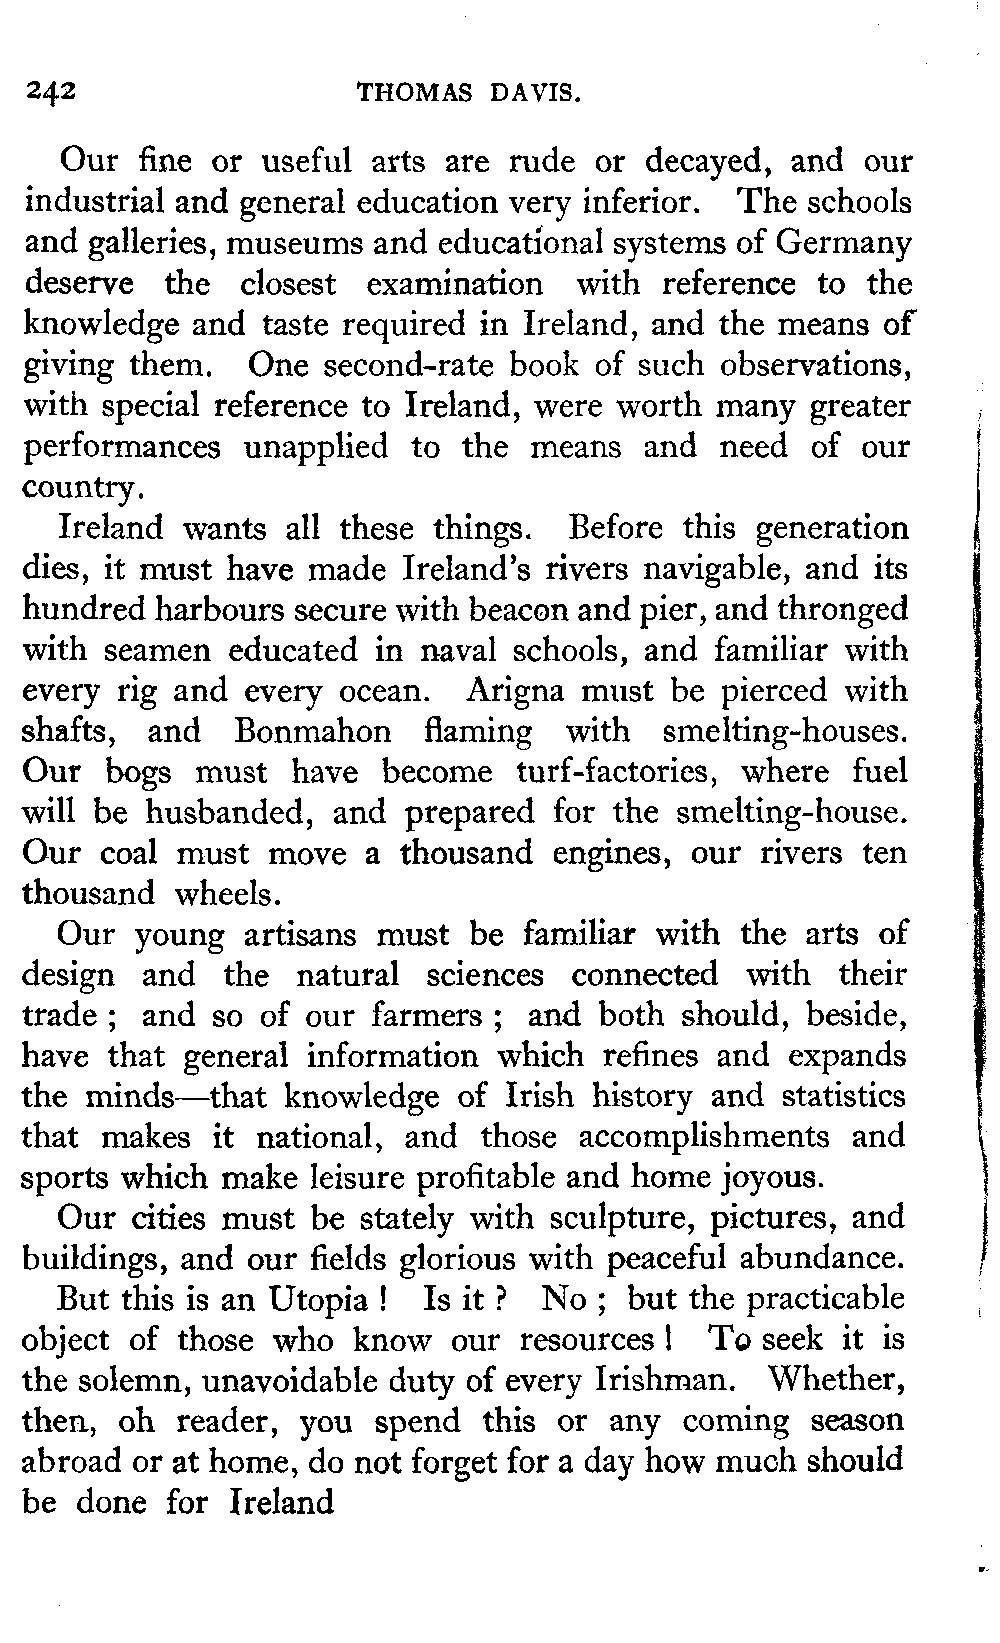 242 THOMAS DAVIS.
Our fine or useful arts are rude or decayed, and our
industrial and general education very inferior. The schools
and galleries, museums and educational systems of Germany
deserve the closest examination with reference to the
knowledge and taste required in Ireland, and the means of
giving them. One second-rate book of such observations,
with special reference to Ireland, were worth many greater
performances unapplied to the means and need of our
country.
Ireland wants all these things. Before this generation
dies, it must have made Ireland's rivers navigable, and its
hundred harbours secure with beacon and pier, and thronged
with seamen educated in naval schools, and familiar with
every rig and every ocean. Arigna must be pierced with
shafts, and Bonmahon flaming with smelting-houses.
Our bogs must have become turf-factories, where fuel
will be husbanded, and prepared for the smelting-house.
Our coal must move a thousand engines, our rivers ten
thousand wheels.
Our young artisans must be familiar with the arts of
design and the natural sciences connected with their
trade ; and so of our farmers ; and both should, beside,
have that general information which refines and expands
the minds—that knowledge of Irish history and statistics
that makes it national, and those accomplishments and
sports which make leisure profitable and home joyous.
Our cities must be stately with sculpture, pictures, and
buildings, and our fields glorious with peaceful abundance.
But this is an Utopia ! Is it ? No ; but the practicable
object of those who know our resources ! To seek it is
the solemn, unavoidable duty of every Irishman. Whether,
then, oh reader, you spend this or any coming season
abroad or at home, do not forget for a day how much should
be done for Ireland